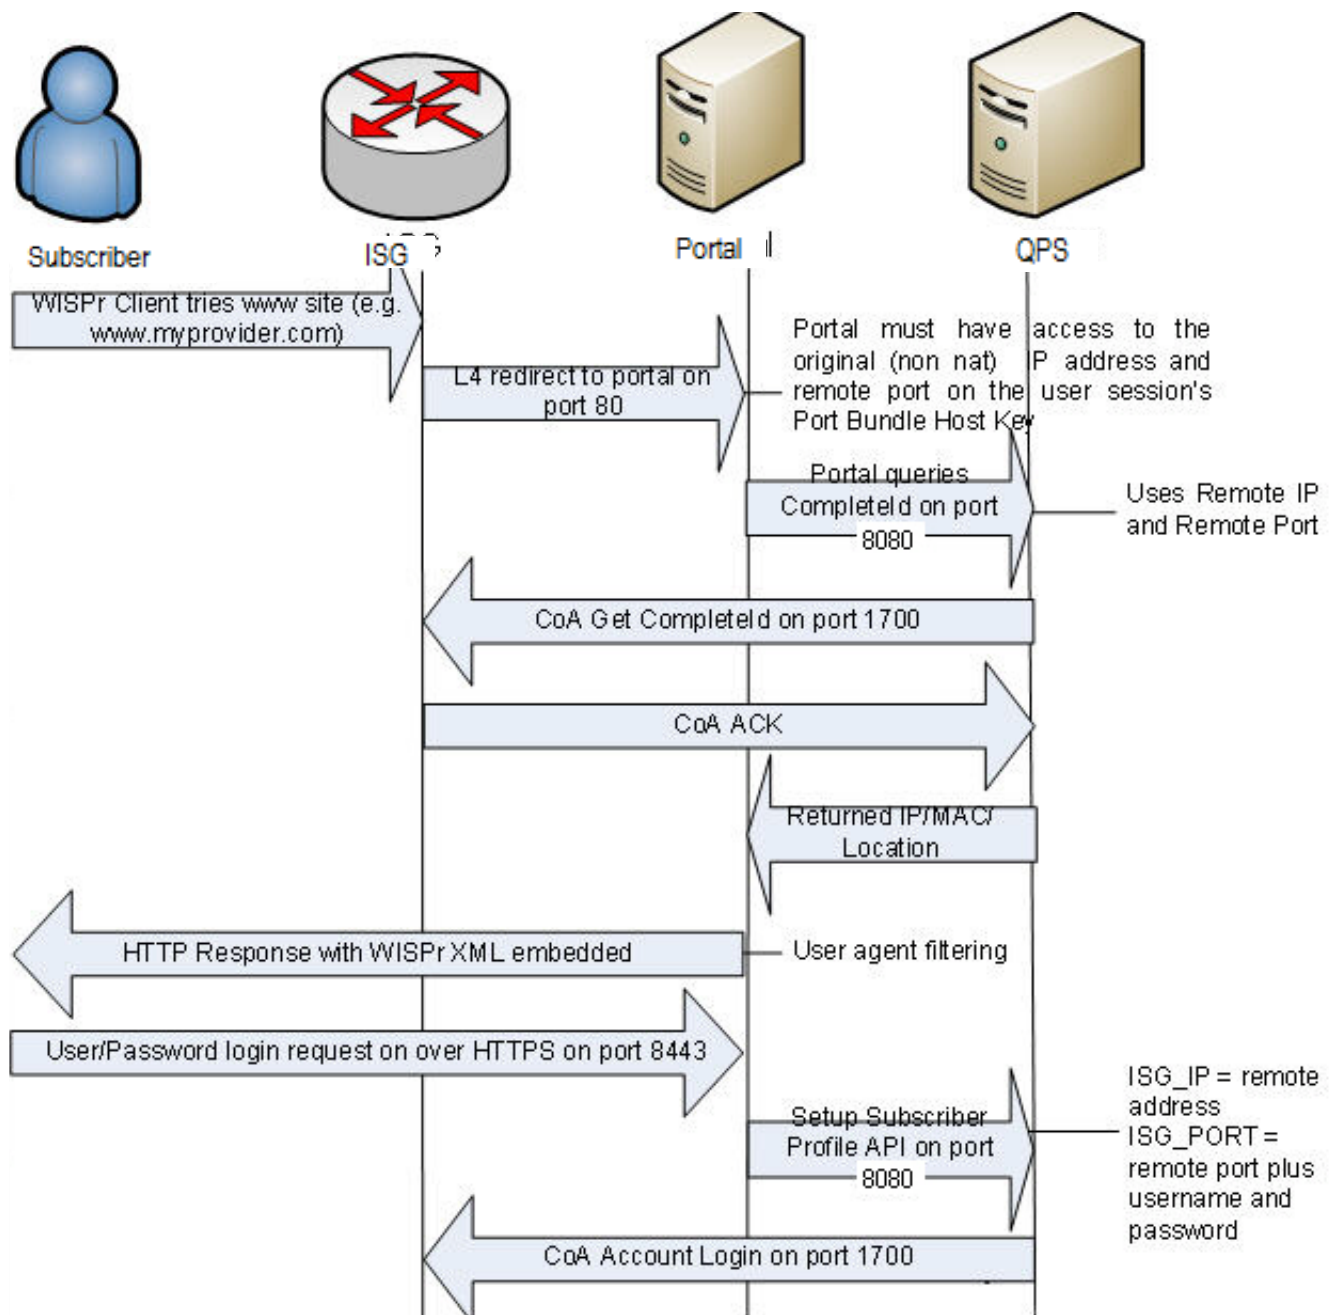 Subscriber
ISG
Portal
QPS
WISPr Client tries www site (e.g.
www.myprovider.com)
L4 redirect to portal on
port 80
Portal must have access to the
original (non nat) P address and
remote port on the user session's
Port Bundle Host Key
Portal queries
CompleteId on port
8080
Uses Remote IP
and Remote Port
CoA Get CompleteId on port 1700
CoA ACK
Returned IP/MAC/
Location
HTTP Response with WISPr XML embedded
User agent filtering
User/Password login request on over HTTPS on port 8443
Setup Subscriber
Profile API on port
8080
ISG_IP = remote
address
ISG_PORT =
remote port plus
username and
password
CoA Account Login on port 1700